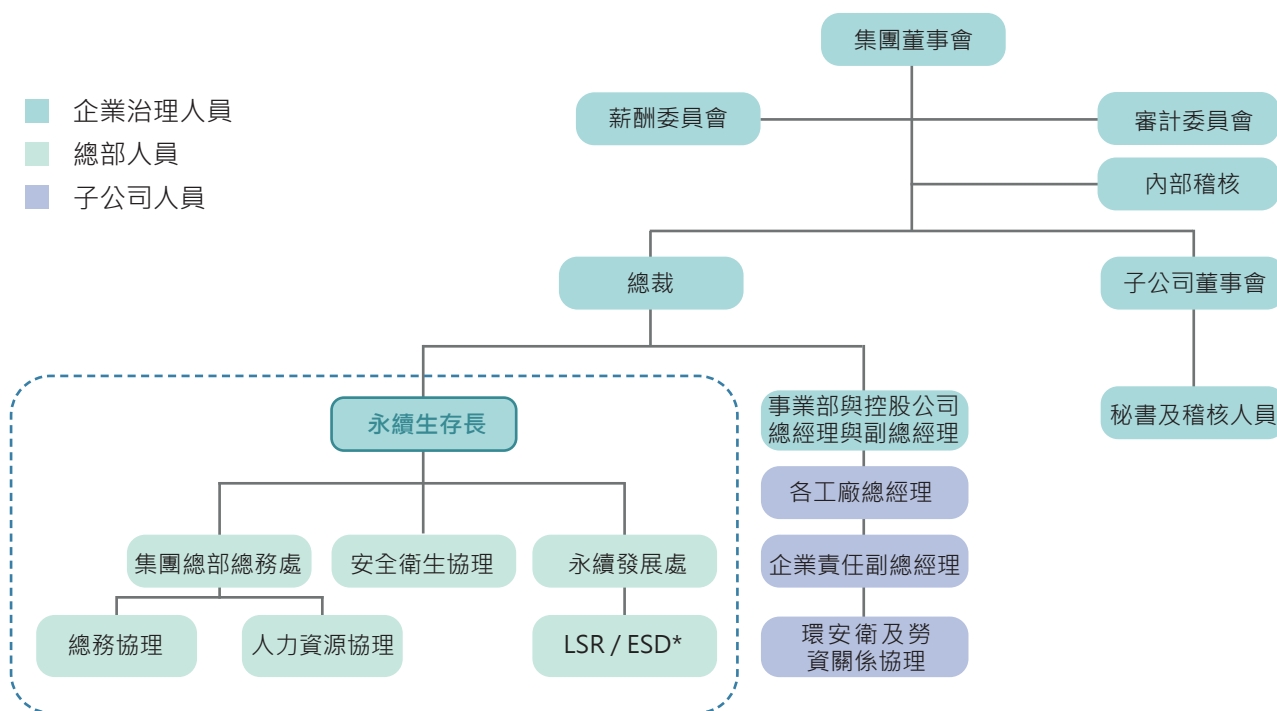 集團董事會
企業治理人員
總部人員
子公司人員
薪酬委員會
審計委員會
內部稽核
總裁
子公司董事會
永續生存長
事業部與控股公司
總經理與副總經理
秘書及稽核人員
各工廠總經理
集團總部總務處
安全衛生協理
永續發展處
企業責任副總經理
總務協理
人力資源協理
LSR / ESD*
環安衛及勞
資關係協理